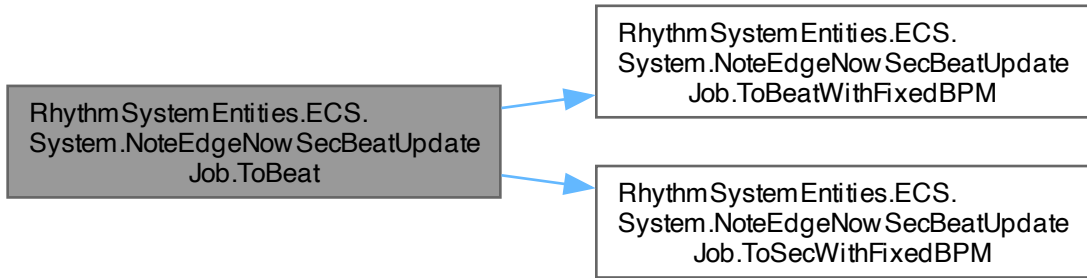 RhythmSystemEntities.ECS.
System.NoteEdgeNowSecBeatUpdate
Job.ToBeat
RhythmSystemEntities.ECS.
System.NoteEdgeNowSecBeatUpdate
Job.ToBeatWithFixedBPM
RhythmSystemEntities.ECS.
System.NoteEdgeNowSecBeatUpdate
Job.ToSecWithFixedBPM